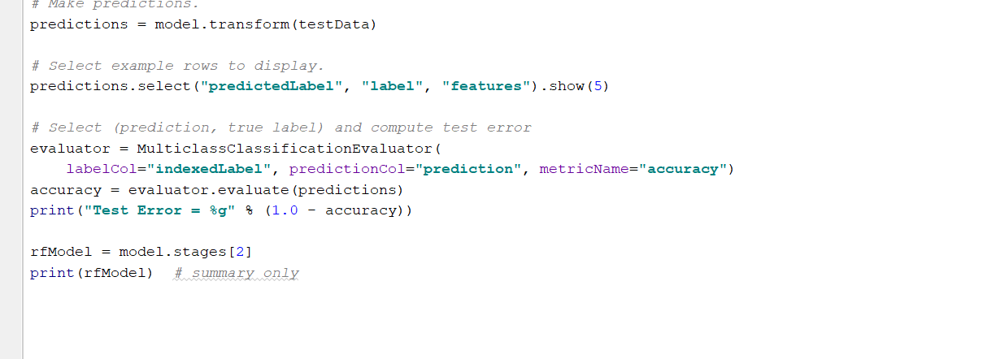 # Make predictions.
predictions = model.transform(testData)
# Select example rows to display.
predictions.select("predictedLabel", "label", "features").show(5)
# Select (prediction, true label) and compute test error
evaluator = MulticlassClassificationEvaluator(
    labelCol="indexedLabel", predictionCol="prediction", metricName="accuracy")
accuracy = evaluator.evaluate(predictions)
print("Test Error = %g" % (1.0 - accuracy))
rfModel = model.stages[2]
print(rfModel)  # summary only